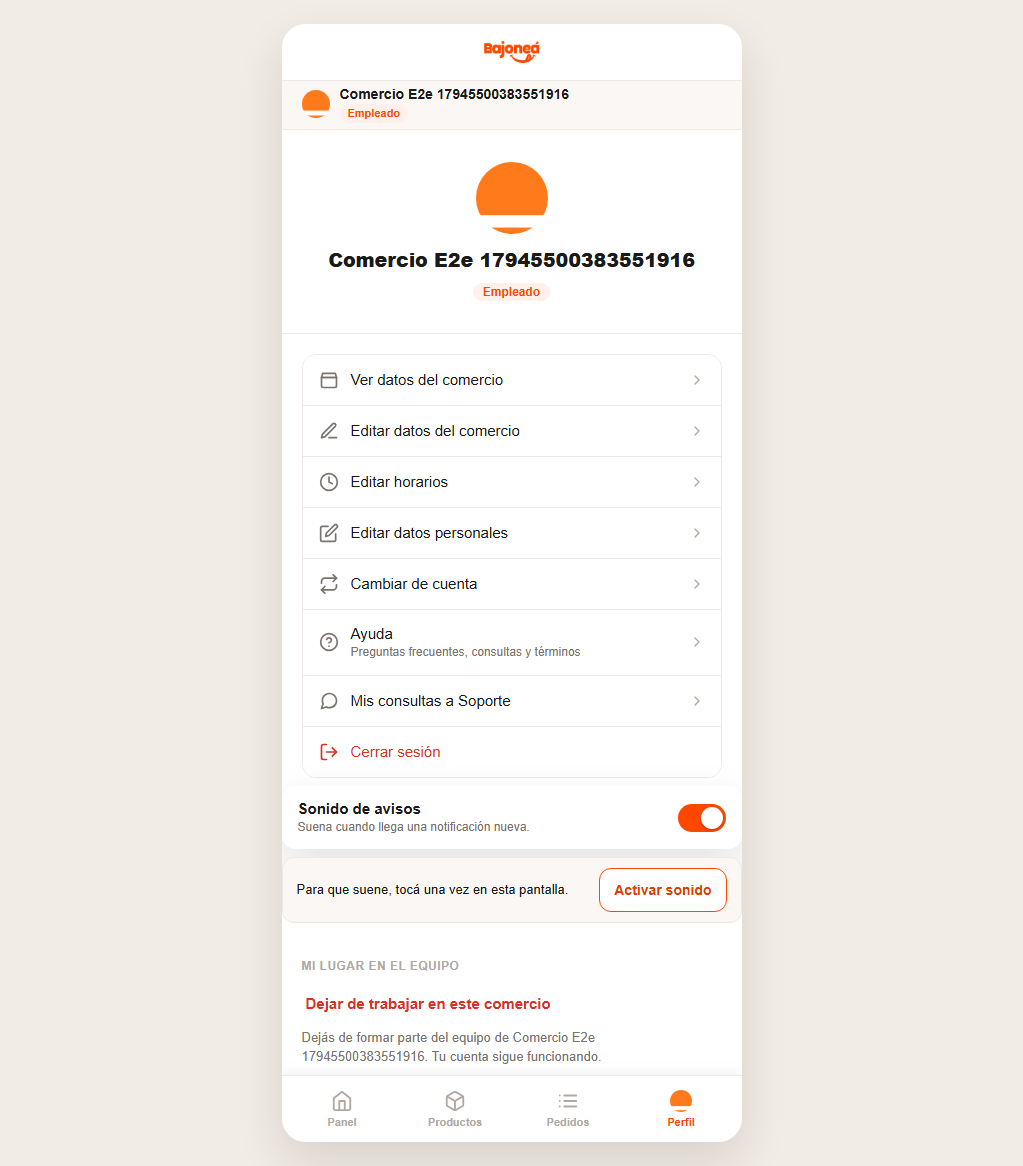 Bajoneá
Comercio E2e 17945500383551916
Empleado
Comercio E2e 17945500383551916
Empleado
Ver datos del comercio
Editar datos del comercio
Editar horarios
Editar datos personales
Cambiar de cuenta
Ayuda
Preguntas frecuentes, consultas y términos
Mis consultas a Soporte
Cerrar sesión
Sonido de avisos
Suena cuando llega una notificación nueva.
Para que suene, tocá una vez en esta pantalla.
Activar sonido
MI LUGAR EN EL EQUIPO
Dejar de trabajar en este comercio
Dejás de formar parte del equipo de Comercio E2e
17945500383551916. Tu cuenta sigue funcionando.
Panel
Productos
Pedidos
Perfil